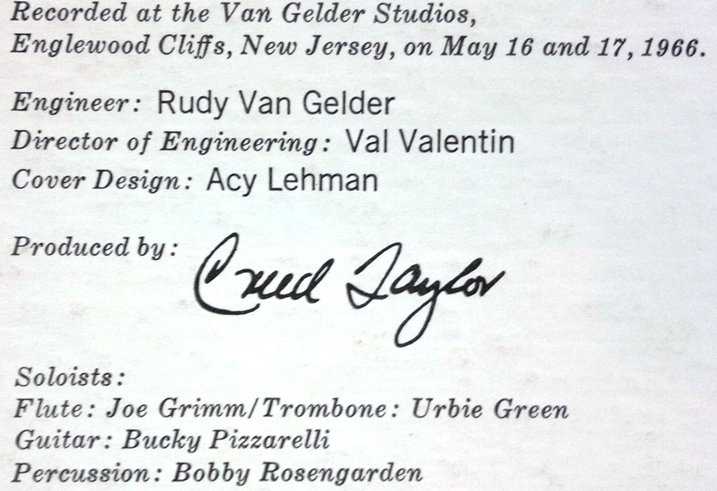 Recorded at the Van Gelder Studios,
Englewood Cliffs, New Jersey, on May 16 and 17, 1966.
Engineer: Rudy Van Gelder
Director of Engineering: Val Valentin
Cover Design: Acy Lehman
Produced by: Creed Taylor
Soloists:
Flute: Joe Grimm/Trombone: Urbie Green
Guitar: Bucky Pizzarelli
Percussion: Bobby Rosengarden